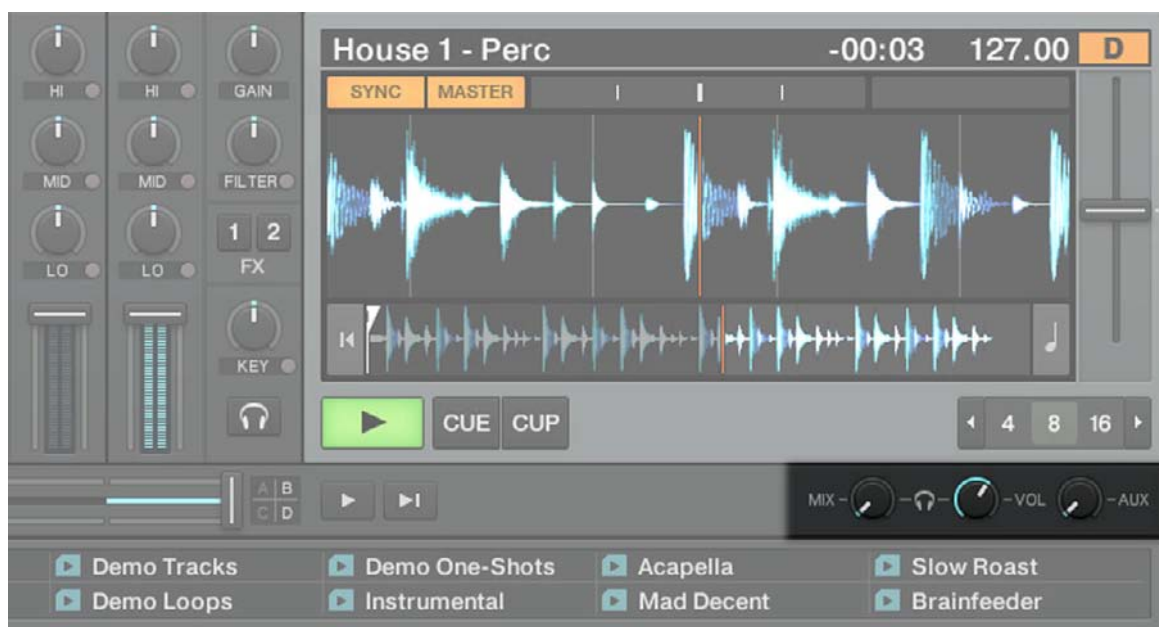 House 1 - Perc -00:03 127.00 D
HI HI GAIN
SYNC MASTER
MID MID FILTER
1 2
FX
LO LO
KEY
CUE CUP
4 8 16
A B
C D
MIX VOL AUX
Demo Tracks Demo One-Shots Acapella Slow Roast
Demo Loops Instrumental Mad Decent Brainfeeder